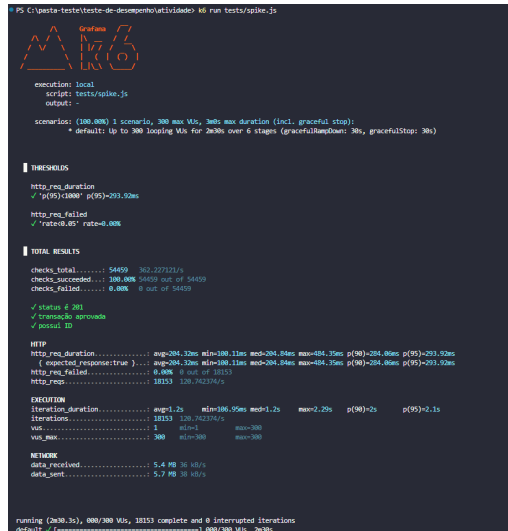 PS C:\pasta-teste\teste-de-desempenho\atividade> k6 run tests/spike.js
Grafana
execution: local
script: tests/spike.js
output: -
scenarios: (100.00%) 1 scenario, 300 max VUs, 3m0s max duration (incl. graceful stop):
* default: Up to 300 looping VUs for 2m30s over 6 stages (gracefulRampDown: 30s, gracefulStop: 30s)
THRESHOLDS
http_req_duration
✓ 'p(95)<1000' p(95)=293.92ms
http_req_failed
✓ 'rate<0.05' rate=0.00%
TOTAL RESULTS
checks_total.......: 54459 362.227121/s
checks_succeeded...: 100.00% 54459 out of 54459
checks_failed......: 0.00% 0 out of 54459
✓ status é 201
✓ transação aprovada
✓ possui ID
HTTP
http_req_duration..............: avg=204.32ms min=100.11ms med=204.84ms max=484.35ms p(90)=284.06ms p(95)=293.92ms
{ expected_response:true }...: avg=204.32ms min=100.11ms med=204.84ms max=484.35ms p(90)=284.06ms p(95)=293.92ms
http_req_failed................: 0.00% 0 out of 18153
http_reqs......................: 18153 120.742374/s
EXECUTION
iteration_duration.............: avg=1.2s min=106.95ms med=1.2s max=2.29s p(90)=2s p(95)=2.1s
iterations.....................: 18153 120.742374/s
vus............................: 1 min=1 max=300
vus_max........................: 300 min=300 max=300
NETWORK
data_received..................: 5.4 MB 36 kB/s
data_sent......................: 5.7 MB 38 kB/s
running (2m30.3s), 000/300 VUs, 18153 complete and 0 interrupted iterations
default ✓ [======================================] 000/300 VUs 2m30s